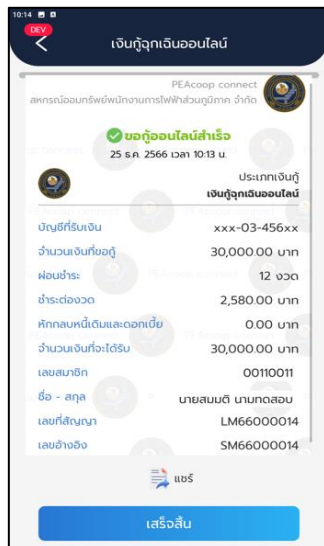 10:14
DEV
เงินกู้ฉุกเฉินออนไลน์
PEAcoop connect
สหกรณ์ออมทรัพย์พนักงานการไฟฟ้าส่วนภูมิภาค จำกัด
ขอกู้ออนไลน์สำเร็จ
25 ธ.ค. 2566 เวลา 10:13 น.
ประเภทเงินกู้
เงินกู้ฉุกเฉินออนไลน์
บัญชีที่รับเงิน xxx-03-456xx
จำนวนเงินที่ขอกู้ 30,000.00 บาท
ผ่อนชำระ 12 งวด
ชำระต่องวด 2,580.00 บาท
หักกลบหนี้เดิมและดอกเบี้ย 0.00 บาท
จำนวนเงินที่จะได้รับ 30,000.00 บาท
เลขสมาชิก 00110011
ชื่อ - สกุล นายสมมติ นามทดสอบ
เลขที่สัญญา LM66000014
เลขอ้างอิง SM66000014
แชร์
เสร็จสิ้น